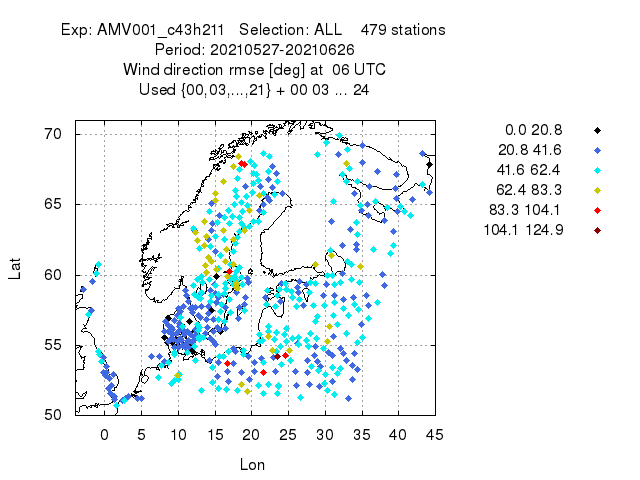 Exp: AMV001_c43h211   Selection: ALL    479 stations
Period: 20210527-20210626
Wind direction rmse [deg] at  06 UTC
Used {00,03,...,21} + 00 03 ... 24
70
65
60
55
50
Lat
0 5 10 15 20 25 30 35 40 45
Lon
0.0 20.8
20.8 41.6
41.6 62.4
62.4 83.3
83.3 104.1
104.1 124.9